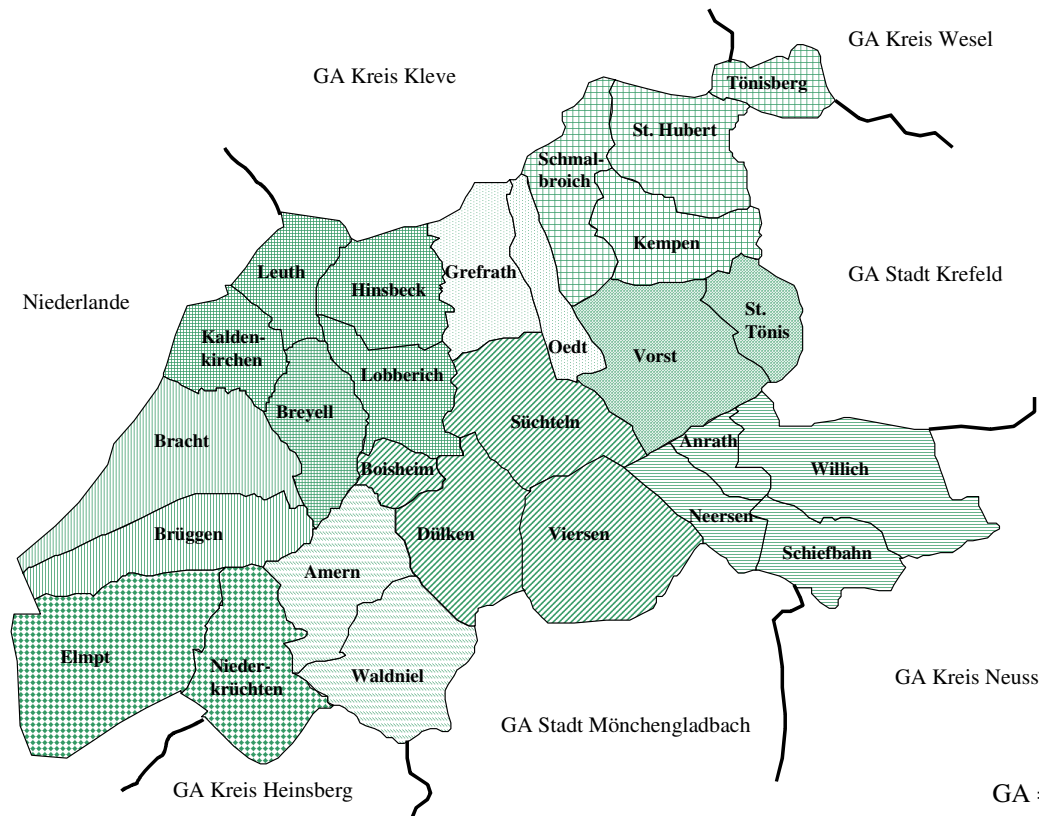 GA Kreis Wesel
GA Kreis Kleve
Tönisberg
St. Hubert
Schmal-
broich
Kempen
Leuth
Hinsbeck
Grefrath
GA Stadt Krefeld
Niederlande
St.
Tönis
Kalden-
kirchen
Oedt
Vorst
Lobberich
Breyell
Süchteln
Bracht
Anrath
Boisheim
Willich
Neersen
Brüggen
Dülken
Viersen
Schiefbahn
Amern
Elmpt
Nieder-
krüchten
Waldniel
GA Kreis Neuss
GA Stadt Mönchengladbach
GA Kreis Heinsberg
GA